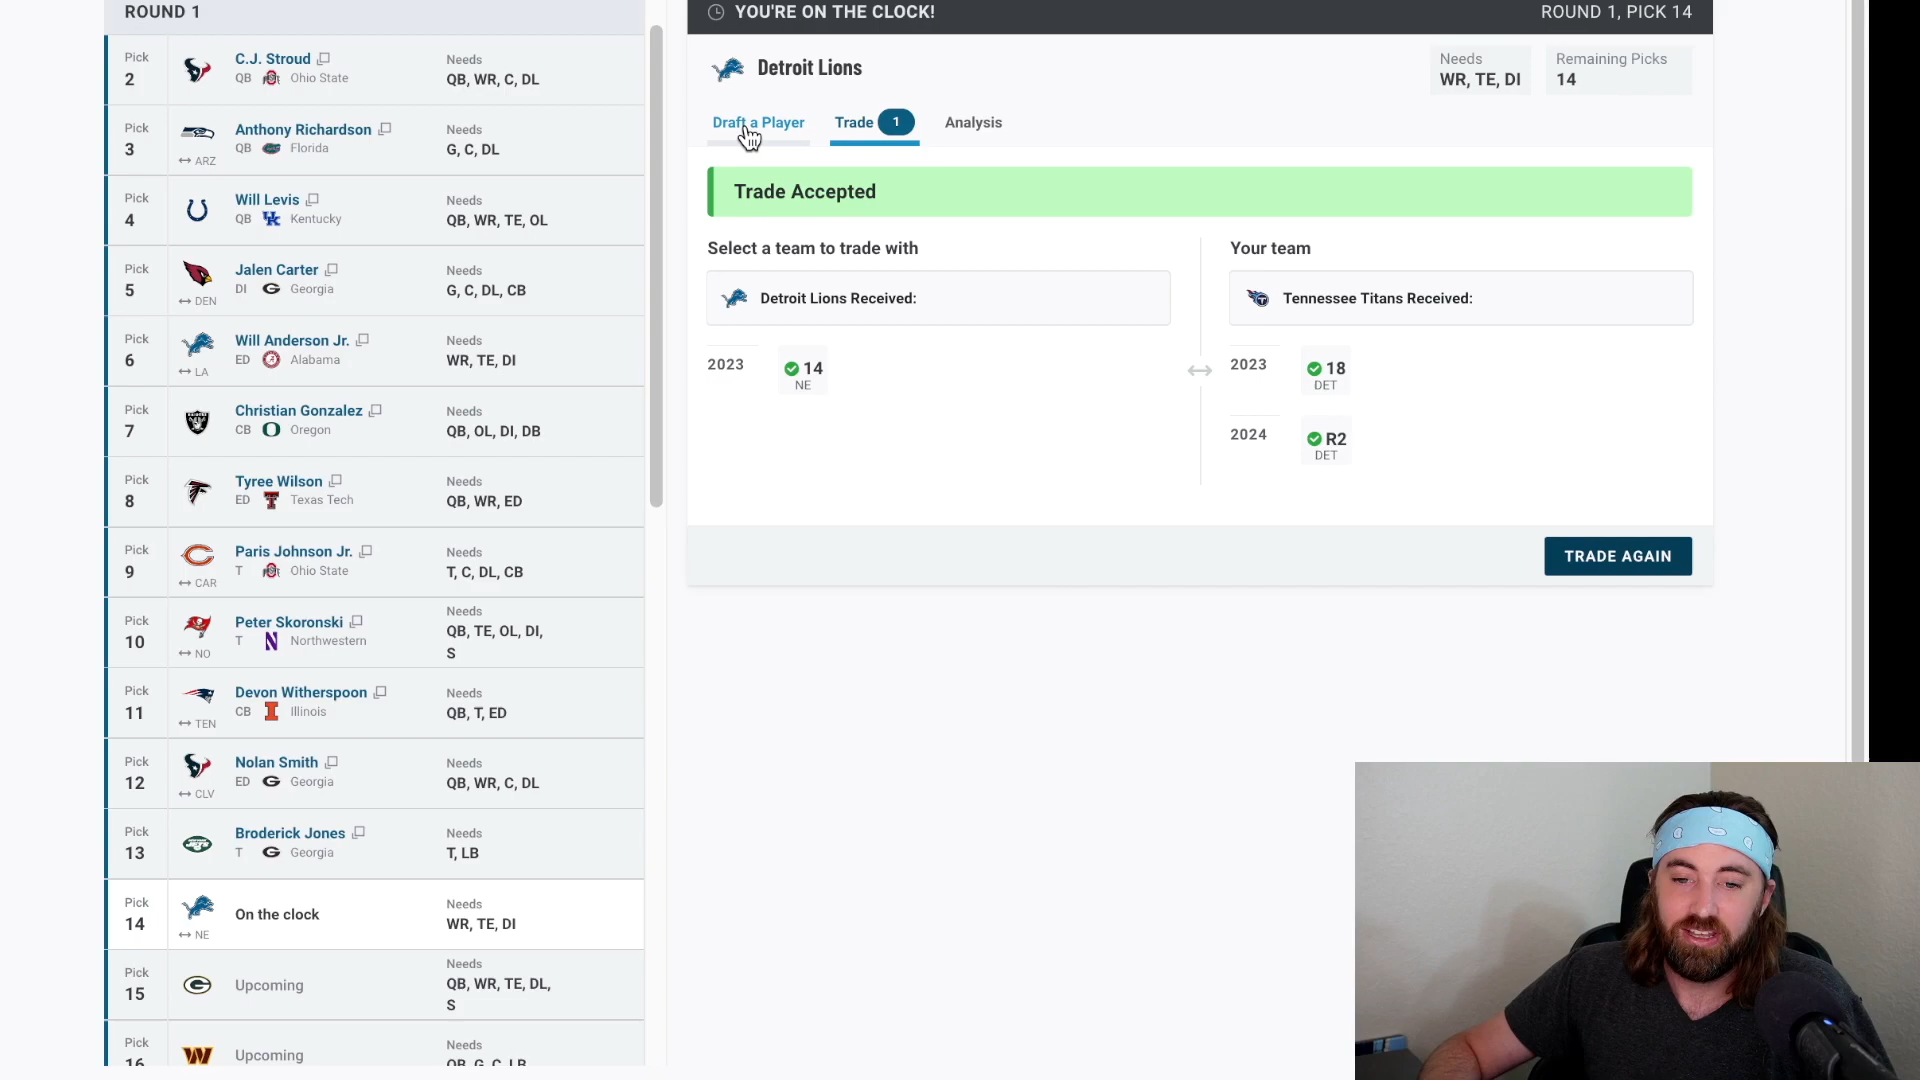 ROUND 1
Pick
2
C.J. Stroud
QB Ohio State
Needs
QB, WR, C, DL
Pick
3
ARZ
Anthony Richardson
QB Florida
Needs
G, C, DL
Pick
4
Will Levis
QB Kentucky
Needs
QB, WR, TE, OL
Pick
5
DEN
Jalen Carter
DI Georgia
Needs
G, C, DL, CB
Pick
6
LA
Will Anderson Jr.
ED Alabama
Needs
WR, TE, DI
Pick
7
Christian Gonzalez
CB Oregon
Needs
QB, OL, DI, DB
Pick
8
Tyree Wilson
ED Texas Tech
Needs
QB, WR, ED
Pick
9
CAR
Paris Johnson Jr.
T Ohio State
Needs
T, C, DL, CB
Pick
10
NO
Peter Skoronski
T Northwestern
Needs
QB, TE, OL, DI,
S
Pick
11
TEN
Devon Witherspoon
CB Illinois
Needs
QB, T, ED
Pick
12
CLV
Nolan Smith
ED Georgia
Needs
QB, WR, C, DL
Pick
13
Broderick Jones
T Georgia
Needs
T, LB
Pick
14
NE
On the clock
Needs
WR, TE, DI
Pick
15
Upcoming
Needs
QB, WR, TE, DL,
S
Pick
16
Upcoming
Needs
QB, G, C, LB
YOU'RE ON THE CLOCK!
ROUND 1, PICK 14
Detroit Lions
Needs
WR, TE, DI
Remaining Picks
14
Draft a Player
Trade 1
Analysis
Trade Accepted
Select a team to trade with
Detroit Lions Received:
2023
14
NE
Your team
Tennessee Titans Received:
2023
18
DET
2024
R2
DET
TRADE AGAIN